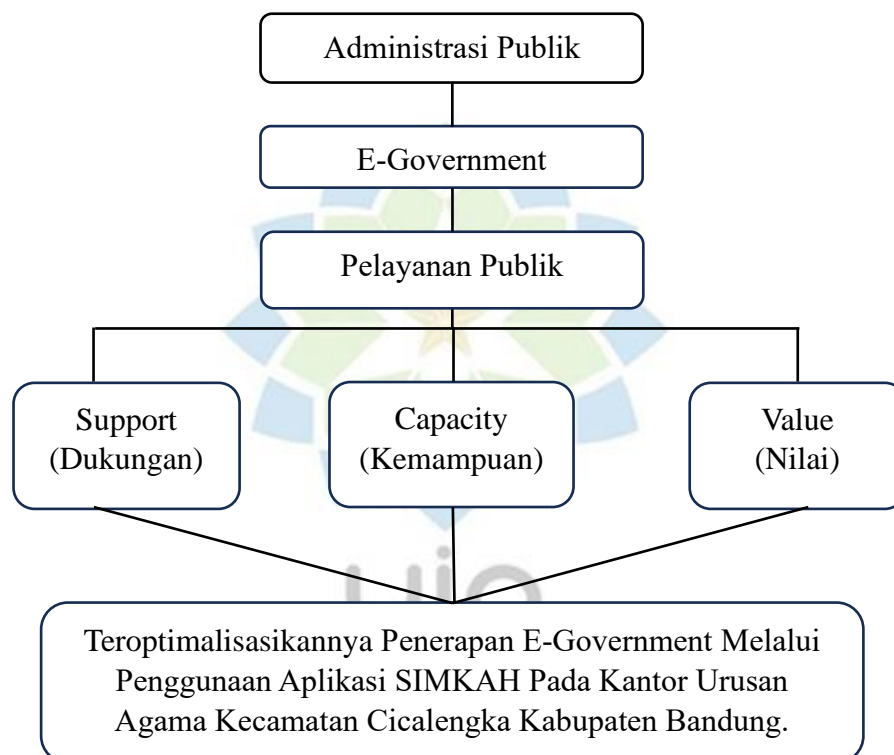 Administrasi Publik
E-Government
Pelayanan Publik
Support
(Dukungan)
Capacity
(Kemampuan)
Value
(Nilai)
uio
Teroptimalisasikannya Penerapan E-Government Melalui
Penggunaan Aplikasi SIMKAH Pada Kantor Urusan
Agama Kecamatan Cicalengka Kabupaten Bandung.